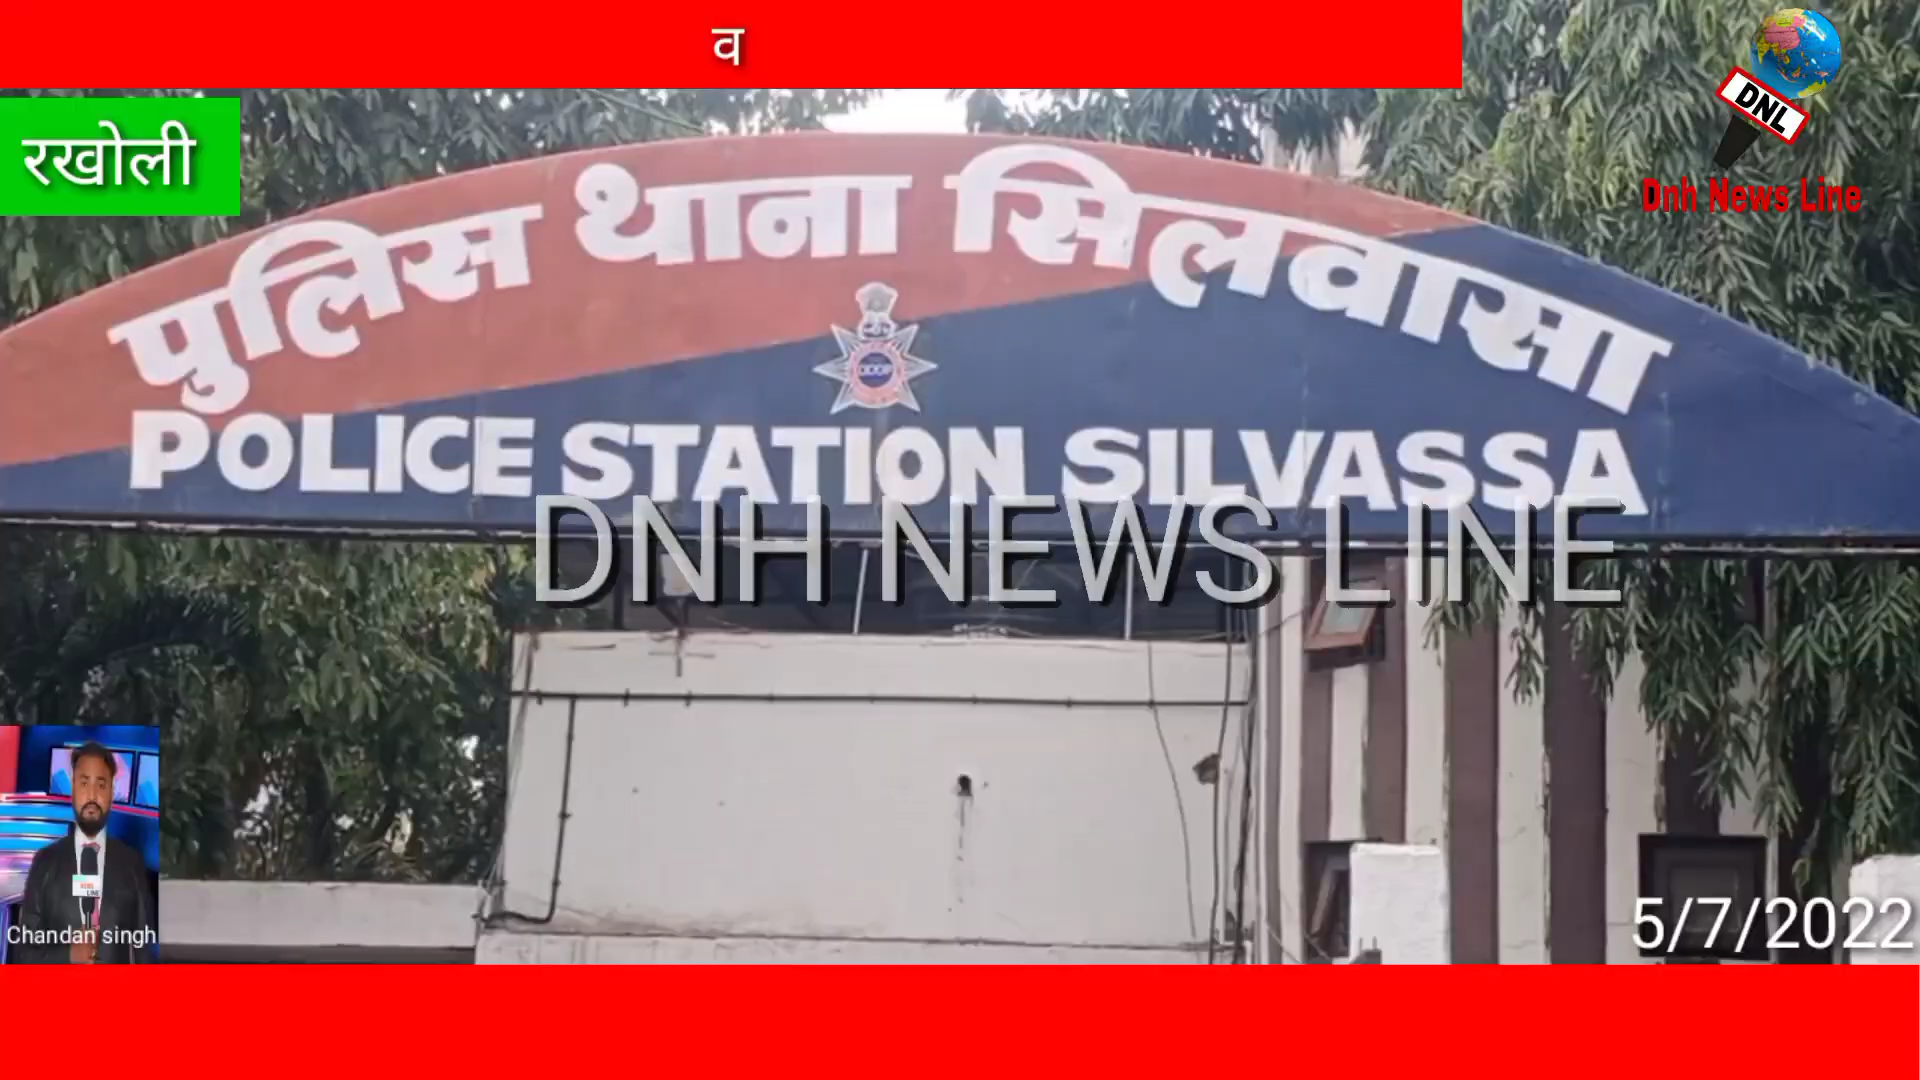 व
रखोली
DNL
Dnh News Line
पुलिस थाना सिलवासा
POLICE STATION SILVASSA
DNH NEWS LINE
Chandan singh
5/7/2022